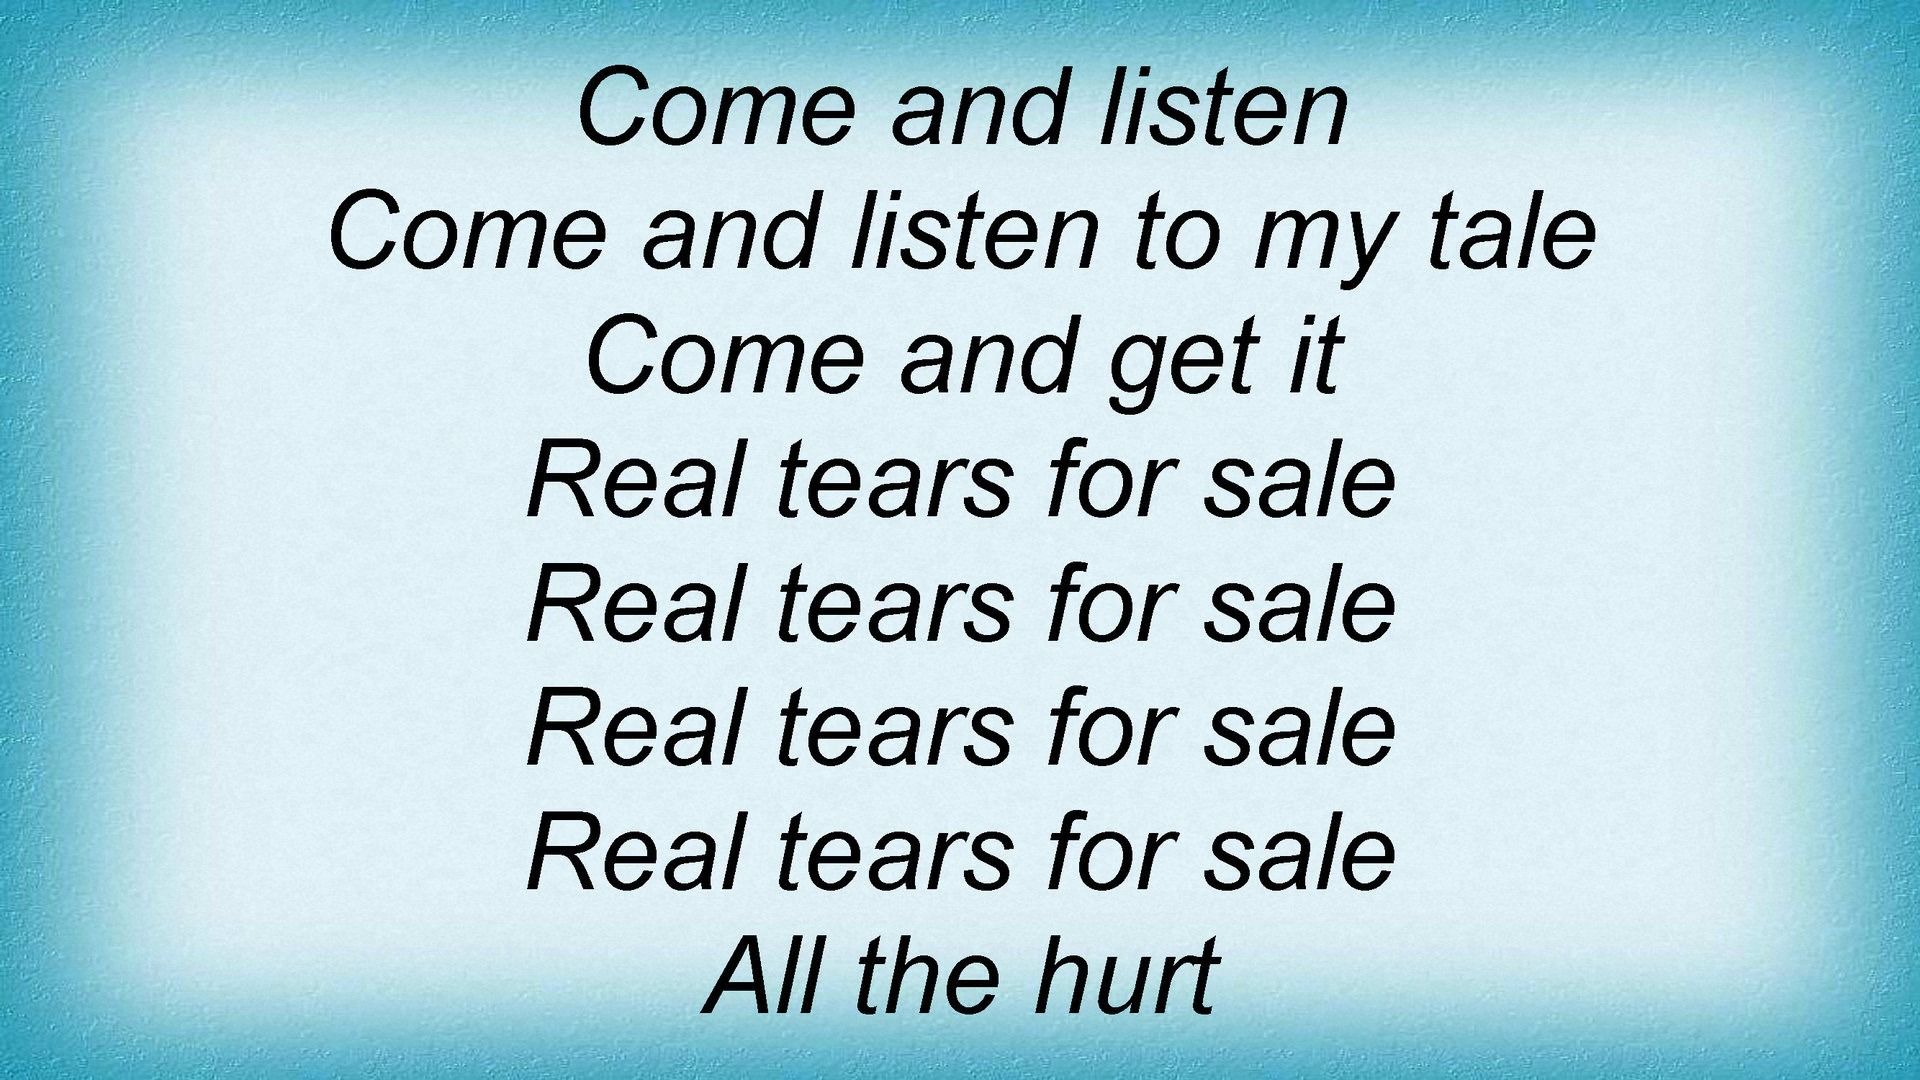 Come and listen
Come and listen to my tale
Come and get it
Real tears for sale
Real tears for sale
Real tears for sale
Real tears for sale
All the hurt